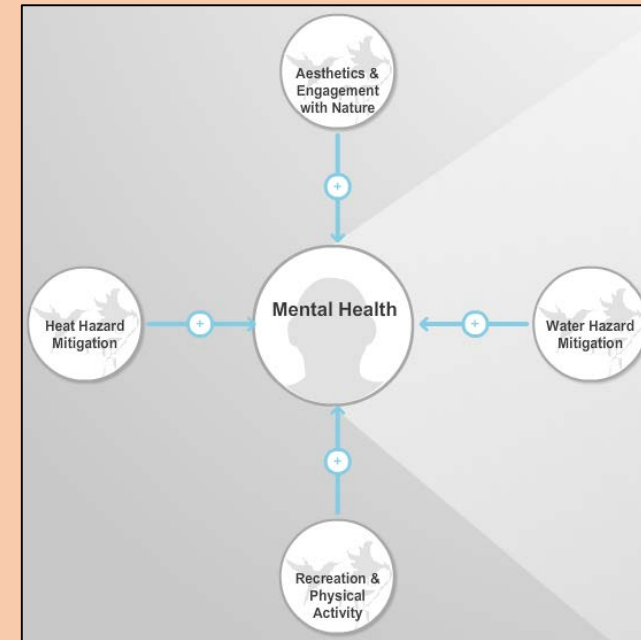 Aesthetics &
Engagement
with Nature
+
Mental Health
Heat Hazard
Mitigation
+
+
Water Hazard
Mitigation
+
Recreation &
Physical
Activity